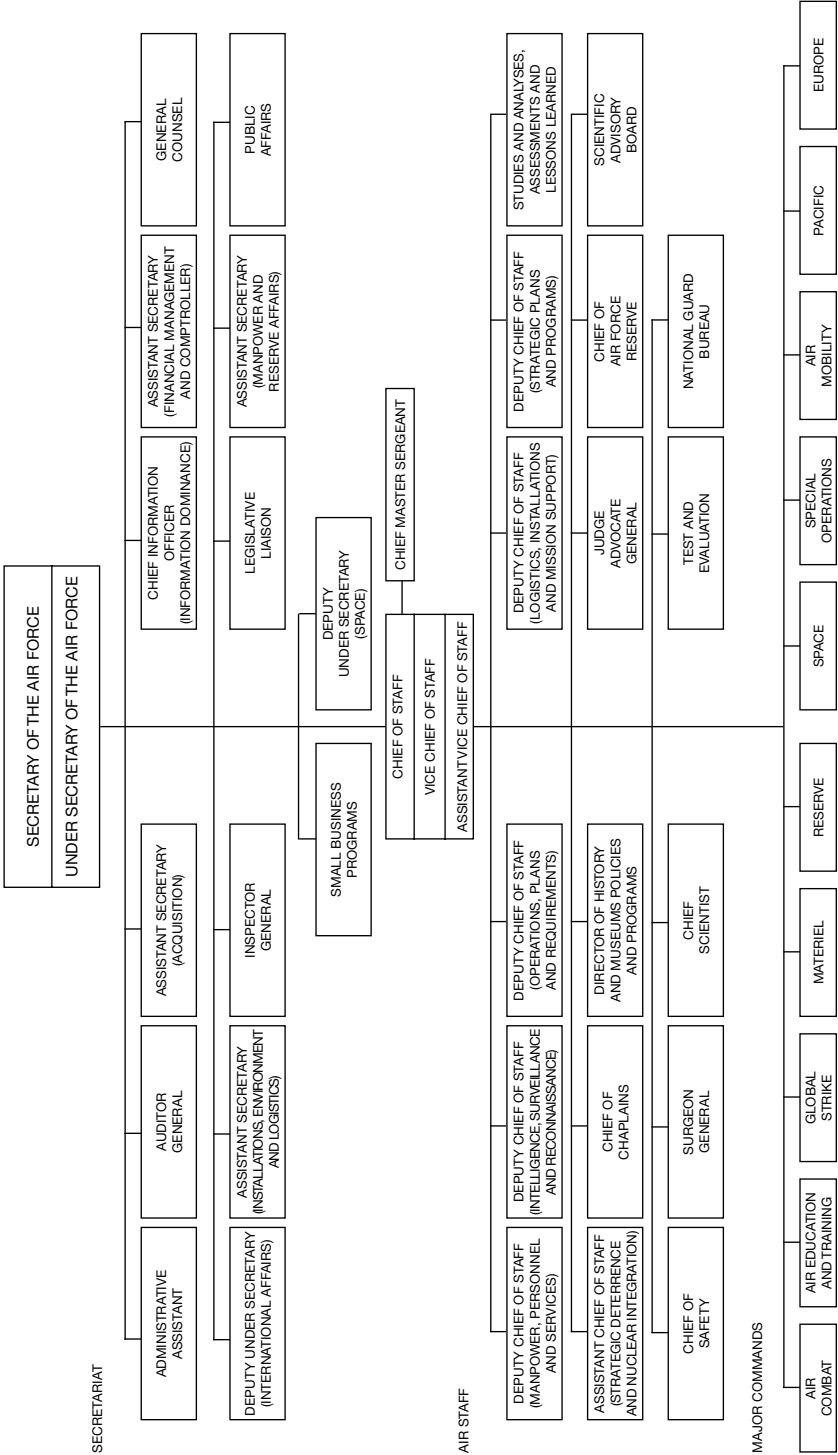 SECRETARY OF THE AIR FORCE
UNDER SECRETARY OF THE AIR FORCE
SECRETARIAT
ADMINISTRATIVE
ASSISTANT
AUDITOR
GENERAL
ASSISTANT SECRETARY
(ACQUISITION)
CHIEF INFORMATION
OFFICER
(INFORMATION DOMINANCE)
ASSISTANT SECRETARY
(FINANCIAL MANAGEMENT
AND COMPTROLLER)
GENERAL
COUNSEL
DEPUTY UNDER SECRETARY
(INTERNATIONAL AFFAIRS)
ASSISTANT SECRETARY
(INSTALLATIONS, ENVIRONMENT
AND LOGISTICS)
INSPECTOR
GENERAL
LEGISLATIVE
LIAISON
ASSISTANT SECRETARY
(MANPOWER AND
RESERVE AFFAIRS)
PUBLIC
AFFAIRS
SMALL BUSINESS
PROGRAMS
DEPUTY
UNDER SECRETARY
(SPACE)
CHIEF OF STAFF
VICE CHIEF OF STAFF
ASSISTANT VICE CHIEF OF STAFF
CHIEF MASTER SERGEANT
AIR STAFF
DEPUTY CHIEF OF STAFF
(MANPOWER, PERSONNEL
AND SERVICES)
DEPUTY CHIEF OF STAFF
(INTELLIGENCE, SURVEILLANCE
AND RECONNAISSANCE)
DEPUTY CHIEF OF STAFF
(OPERATIONS, PLANS
AND REQUIREMENTS)
DEPUTY CHIEF OF STAFF
(LOGISTICS, INSTALLATIONS
AND MISSION SUPPORT)
DEPUTY CHIEF OF STAFF
(STRATEGIC PLANS
AND PROGRAMS)
STUDIES AND ANALYSES,
ASSESSMENTS AND
LESSONS LEARNED
ASSISTANT CHIEF OF STAFF
(STRATEGIC DETERRENCE
AND NUCLEAR INTEGRATION)
CHIEF OF
CHAPLAINS
DIRECTOR OF HISTORY
AND MUSEUMS POLICIES
AND PROGRAMS
JUDGE
ADVOCATE
GENERAL
CHIEF OF
AIR FORCE
RESERVE
SCIENTIFIC
ADVISORY
BOARD
CHIEF OF
SAFETY
SURGEON
GENERAL
CHIEF
SCIENTIST
TEST AND
EVALUATION
NATIONAL GUARD
BUREAU
MAJOR COMMANDS
AIR
COMBAT
AIR EDUCATION
AND TRAINING
GLOBAL
STRIKE
MATERIEL
RESERVE
SPACE
SPECIAL
OPERATIONS
AIR
MOBILITY
PACIFIC
EUROPE